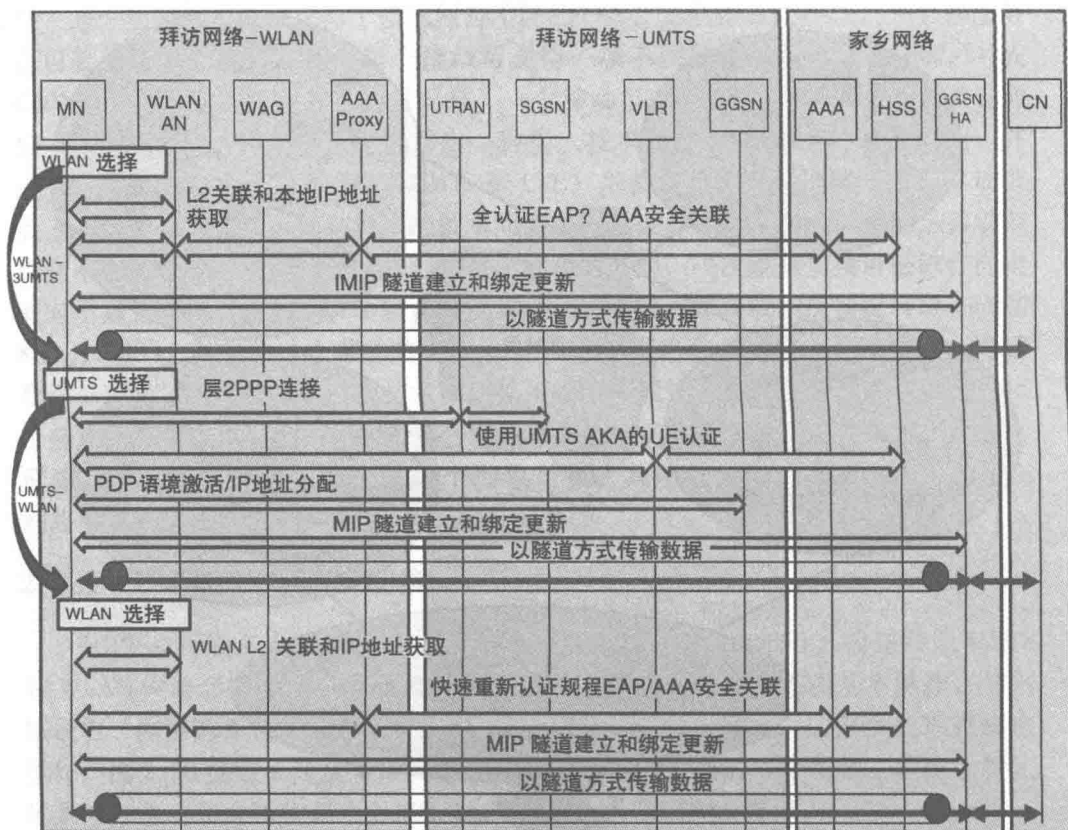 拜访网络-WLAN
拜访网络-UMTS
家乡网络
MN
WLAN
AN
WAG
AAA
Proxy
UTRAN
SGSN
VLR
GGSN
AAA
HSS
GGSN
HA
CN
WLAN 选择
L2关联和本地IP地址
获取
全认证EAP? AAA安全关联
WLAN-
3UMTS
IMIP 隧道建立和绑定更新
以隧道方式传输数据
UMTS 选择
层2PPP连接
使用UMTS AKA的UE认证
PDP语境激活/IP地址分配
UMTS-
WLAN
MIP 隧道建立和绑定更新
以隧道方式传输数据
WLAN 选择
WLAN L2 关联和IP地址获取
快速重新认证规程EAP/AAA安全关联
MIP 隧道建立和绑定更新
以隧道方式传输数据